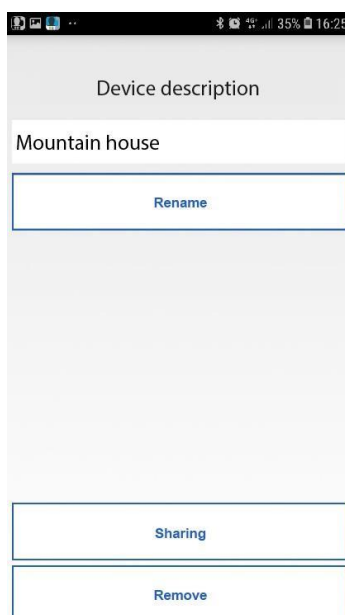 35% 16:25
Device description
Mountain house
Rename
Sharing
Remove